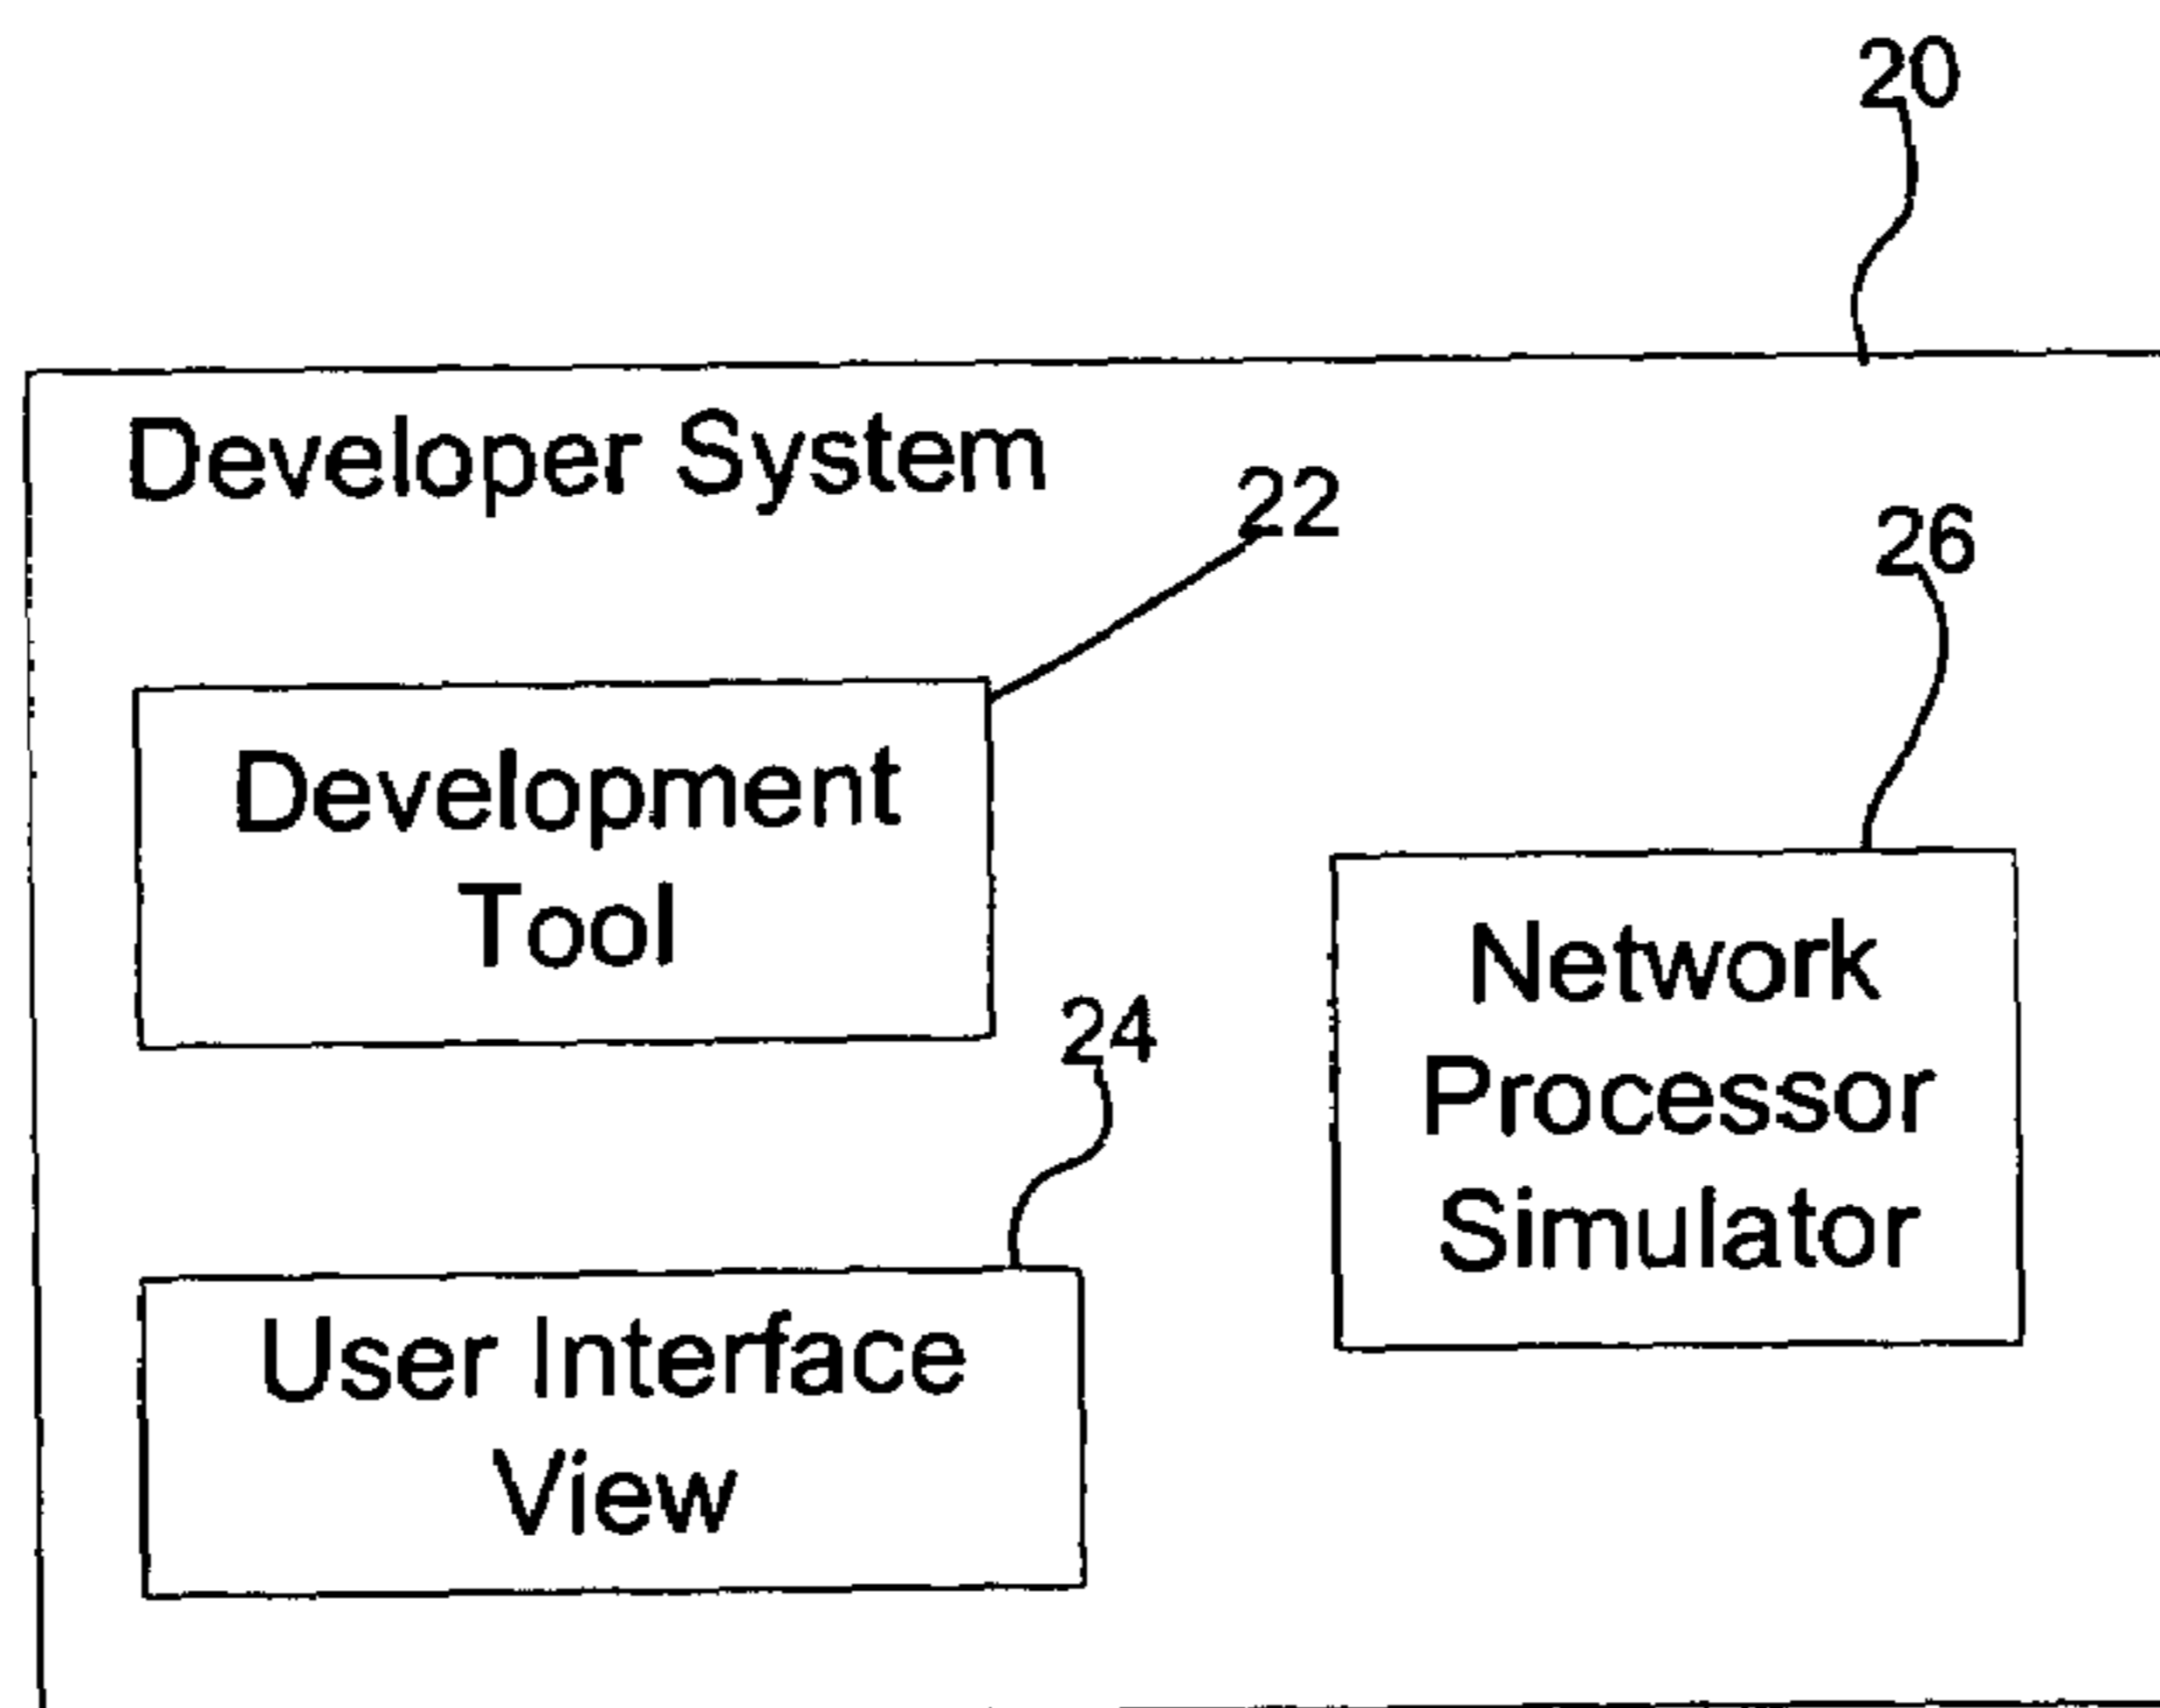 20
Developer System
22
26
Development
Tool
Network
Processor
Simulator
24
User Interface
View